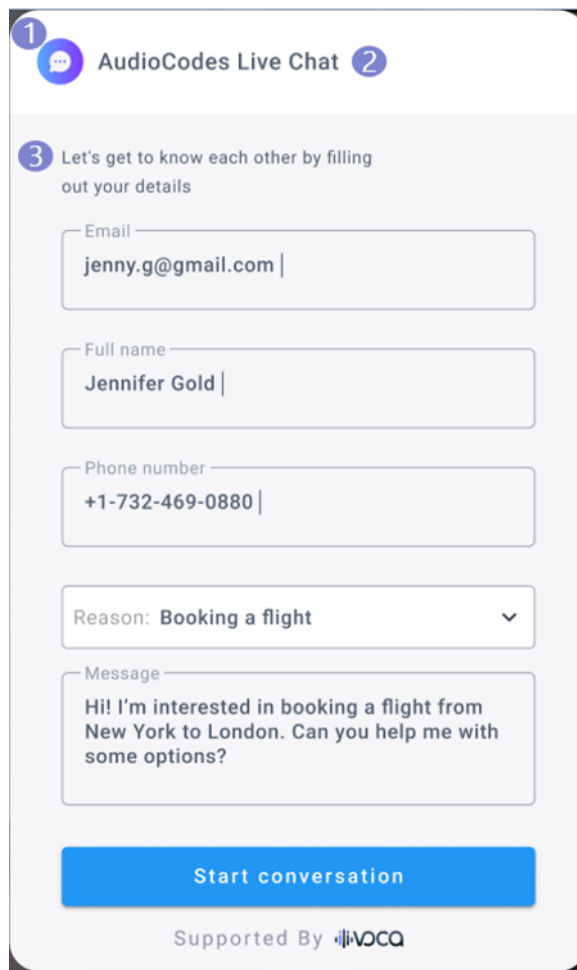 1
AudioCodes Live Chat 2
3 Let's get to know each other by filling
out your details
Email
jenny.g@gmail.com
Full name
Jennifer Gold
Phone number
+1-732-469-0880
Reason: Booking a flight
Message
Hi! I'm interested in booking a flight from
New York to London. Can you help me with
some options?
Start conversation
Supported By VOCA